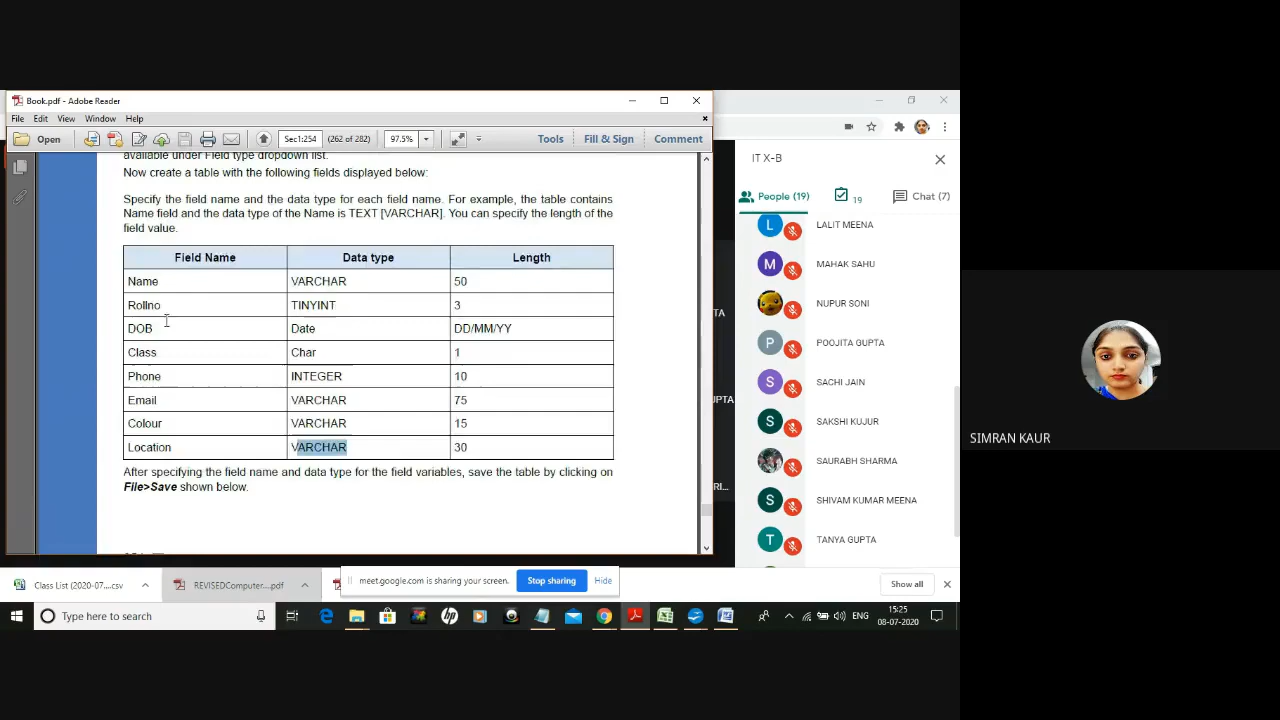 Book.pdf - Adobe Reader
File Edit View Window Help
Open Sec1:254 (262 of 282) 97.5% Tools Fill & Sign Comment
available under Field type dropdown list.
Now create a table with the following fields displayed below:
Specify the field name and the data type for each field name. For example, the table contains
Name field and the data type of the Name is TEXT [VARCHAR]. You can specify the length of the
field value.
Field Name Data type Length
Name VARCHAR 50
Rollno TINYINT 3
DOB Date DD/MM/YY
Class Char 1
Phone INTEGER 10
Email VARCHAR 75
Colour VARCHAR 15
Location VARCHAR 30
After specifying the field name and data type for the field variables, save the table by clicking on
File>Save shown below.
IT X-B
People (19) 19 Chat (7)
L LALIT MEENA
M MAHAK SAHU
NUPUR SONI
P POOJITA GUPTA
S SACHI JAIN
S SAKSHI KUJUR
SAURABH SHARMA
S SHIVAM KUMAR MEENA
T TANYA GUPTA
TA
UPTA
RI...
SIMRAN KAUR
Class List (2020-07....csv
REVISEDComputer....pdf
meet.google.com is sharing your screen. Stop sharing Hide
Show all
Type here to search
ENG
15:25
08-07-2020